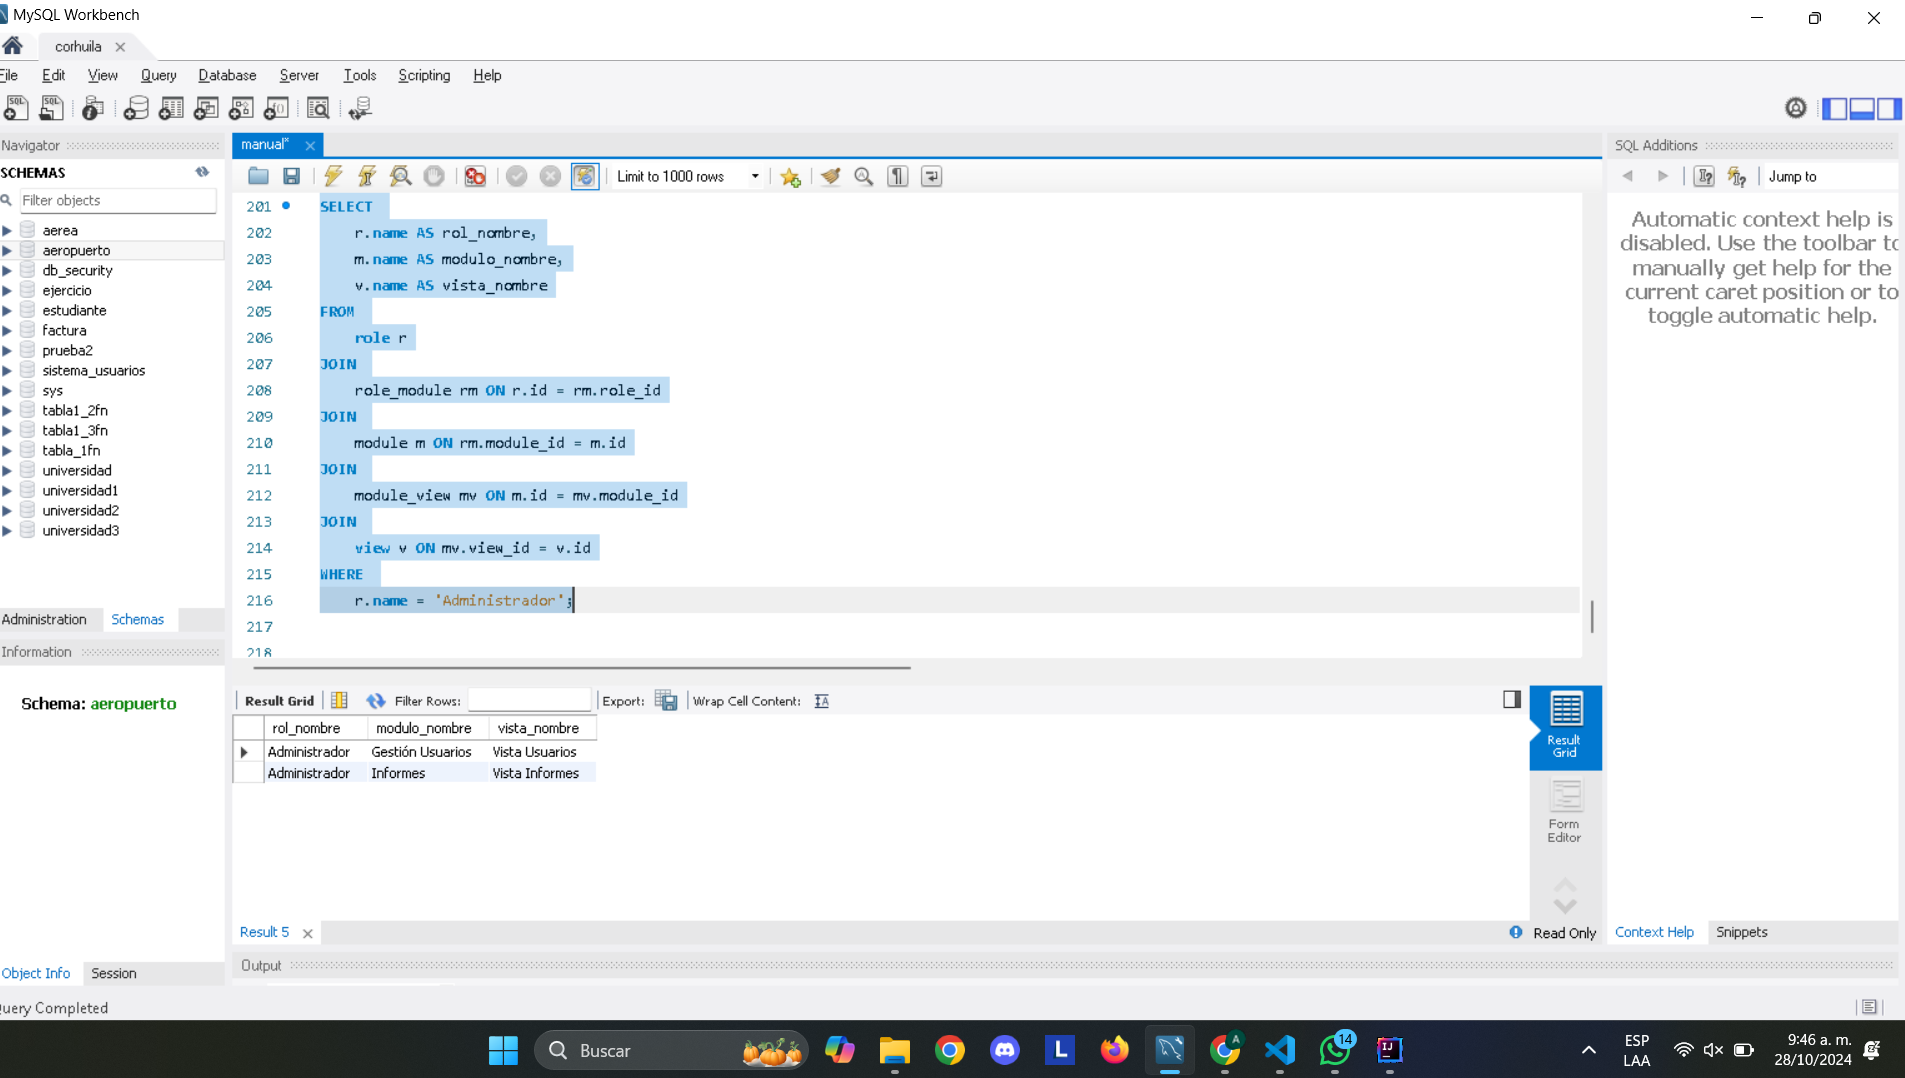 MySQL Workbench
corhuila
File Edit View Query Database Server Tools Scripting Help
Navigator
SCHEMAS
Filter objects
aerea
aeropuerto
db_security
ejercicio
estudiante
factura
prueba2
sistema_usuarios
sys
tabla1_2fn
tabla1_3fn
tabla_1fn
universidad
universidad1
universidad2
universidad3
Administration Schemas
Information
Schema: aeropuerto
Object Info Session
manual*
Limit to 1000 rows
201 SELECT
202 r.name AS rol_nombre,
203 m.name AS modulo_nombre,
204 v.name AS vista_nombre
205 FROM
206 role r
207 JOIN
208 role_module rm ON r.id = rm.role_id
209 JOIN
210 module m ON rm.module_id = m.id
211 JOIN
212 module_view mv ON m.id = mv.module_id
213 JOIN
214 view v ON mv.view_id = v.id
215 WHERE
216 r.name = 'Administrador';
217
218
Result Grid Filter Rows: Export: Wrap Cell Content:
rol_nombre modulo_nombre vista_nombre
Administrador Gestión Usuarios Vista Usuarios
Administrador Informes Vista Informes
Result
Grid
Form
Editor
Result 5
Read Only
Output
SQL Additions
Jump to
Automatic context help is
disabled. Use the toolbar to
manually get help for the
current caret position or to
toggle automatic help.
Context Help Snippets
Query Completed
Buscar
14
ESP
LAA
9:46 a. m.
28/10/2024